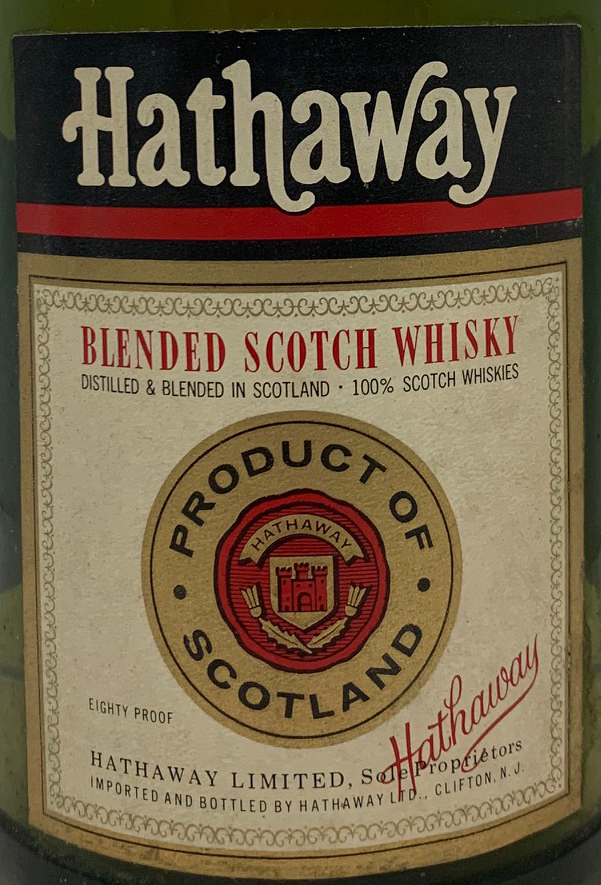 Hathaway
BLENDED SCOTCH WHISKY
DISTILLED & BLENDED IN SCOTLAND · 100% SCOTCH WHISKIES
PRODUCT OF
HATHAWAY
• SCOTLAND •
EIGHTY PROOF
Hathaway
HATHAWAY LIMITED, Sole Proprietors
IMPORTED AND BOTTLED BY HATHAWAY LTD., CLIFTON, N.J.